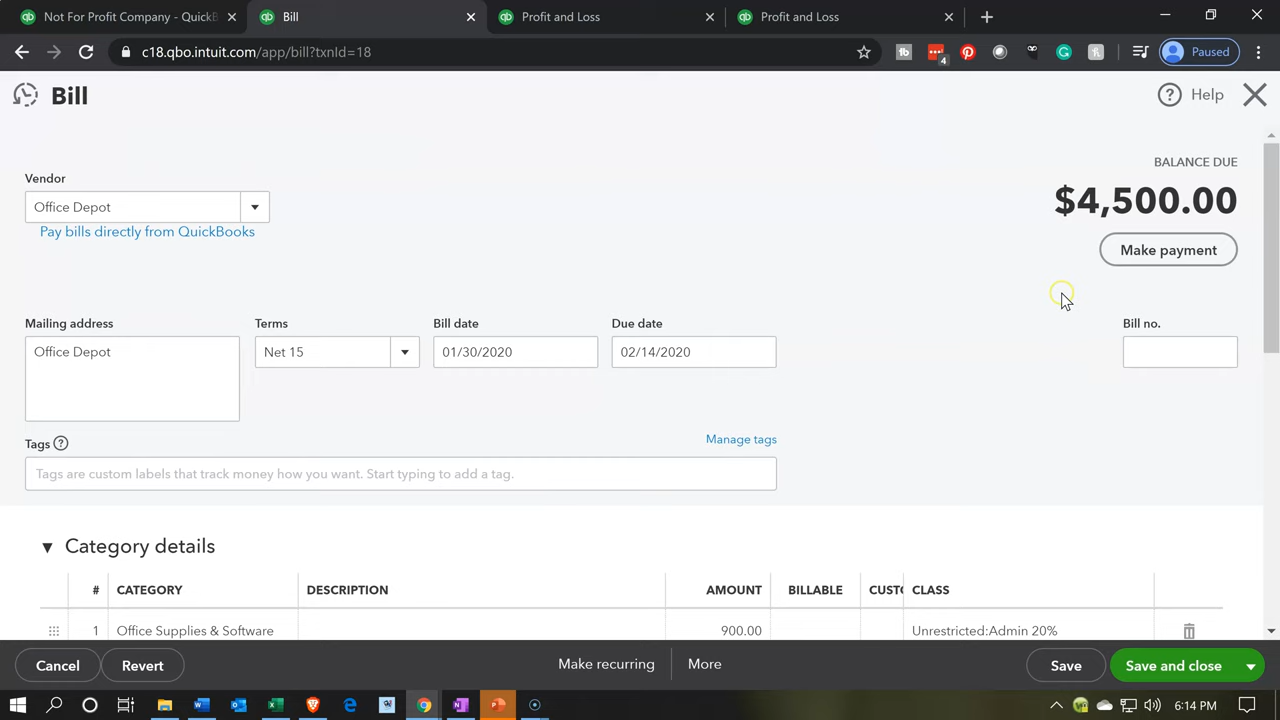 Not For Profit Company - QuickB
Bill
Profit and Loss
Profit and Loss
c18.qbo.intuit.com/app/bill?txnId=18
4
Paused
Bill
Help
BALANCE DUE
Vendor
$4,500.00
Office Depot
Pay bills directly from QuickBooks
Make payment
Mailing address
Terms
Bill date
Due date
Bill no.
Office Depot
Net 15
01/30/2020
02/14/2020
Tags
Manage tags
Tags are custom labels that track money how you want. Start typing to add a tag.
Category details
# CATEGORY DESCRIPTION AMOUNT BILLABLE CUSTO CLASS
1 Office Supplies & Software 900.00 Unrestricted:Admin 20%
Cancel
Revert
Make recurring
More
Save
Save and close
6:14 PM